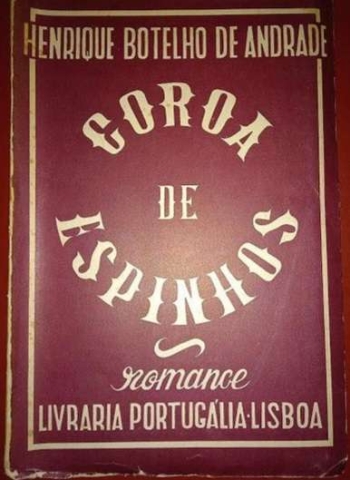 HENRIQUE BOTELHO DE ANDRADE
COROA
DE
ESPINHOS
romance
LIVRARIA PORTUGÁLIA·LISBOA